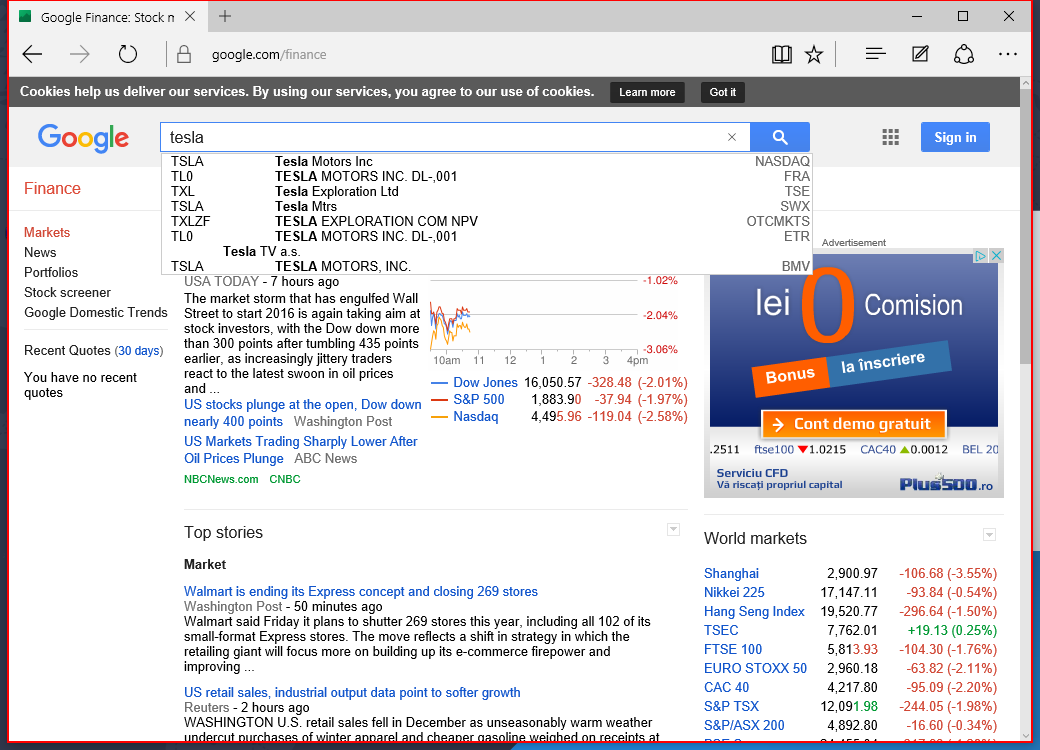 Google Finance: Stock m
google.com/finance
Cookies help us deliver our services. By using our services, you agree to our use of cookies. Learn more Got it
Google
tesla
Sign in
TSLA Tesla Motors Inc NASDAQ
TL0 TESLA MOTORS INC. DL-,001 FRA
TXL Tesla Exploration Ltd TSE
TSLA Tesla Mtrs SWX
TXLZF TESLA EXPLORATION COM NPV OTCMKTS
TL0 TESLA MOTORS INC. DL-,001 ETR
Tesla TV a.s.
TSLA TESLA MOTORS, INC. BMV
Finance
Markets
News
Portfolios
Stock screener
Google Domestic Trends
Recent Quotes (30 days)
You have no recent
quotes
USA TODAY - 7 hours ago
The market storm that has engulfed Wall
Street to start 2016 is again taking aim at
stock investors, with the Dow down more
than 300 points after tumbling 435 points
earlier, as increasingly jittery traders
react to the latest swoon in oil prices
and ...
US stocks plunge at the open, Dow down
nearly 400 points Washington Post
US Markets Trading Sharply Lower After
Oil Prices Plunge ABC News
NBCNews.com CNBC
-1.02%
-2.04%
-3.06%
10am 11 12 1 2 3 4pm
Dow Jones 16,050.57 -328.48 (-2.01%)
S&P 500 1,883.90 -37.94 (-1.97%)
Nasdaq 4,495.96 -119.04 (-2.58%)
Advertisement
lei 0 Comision
Bonus la înscriere
Cont demo gratuit
.2511 ftse100 1.0215 CAC40 0.0012 BEL 20
Serviciu CFD
Vă riscați propriul capital
Plus500.ro
Top stories
Market
Walmart is ending its Express concept and closing 269 stores
Washington Post - 50 minutes ago
Walmart said Friday it plans to shutter 269 stores this year, including all 102 of its
small-format Express stores. The move reflects a shift in strategy in which the
retailing giant will focus more on building up its e-commerce firepower and
improving ...
US retail sales, industrial output data point to softer growth
Reuters - 2 hours ago
WASHINGTON U.S. retail sales fell in December as unseasonably warm weather
undercut purchases of winter apparel and cheaper gasoline weighed on receipts at
World markets
Shanghai 2,900.97 -106.68 (-3.55%)
Nikkei 225 17,147.11 -93.84 (-0.54%)
Hang Seng Index 19,520.77 -296.64 (-1.50%)
TSEC 7,762.01 +19.13 (0.25%)
FTSE 100 5,813.93 -104.30 (-1.76%)
EURO STOXX 50 2,960.18 -63.82 (-2.11%)
CAC 40 4,217.80 -95.09 (-2.20%)
S&P TSX 12,091.98 -244.05 (-1.98%)
S&P/ASX 200 4,892.80 -16.60 (-0.34%)